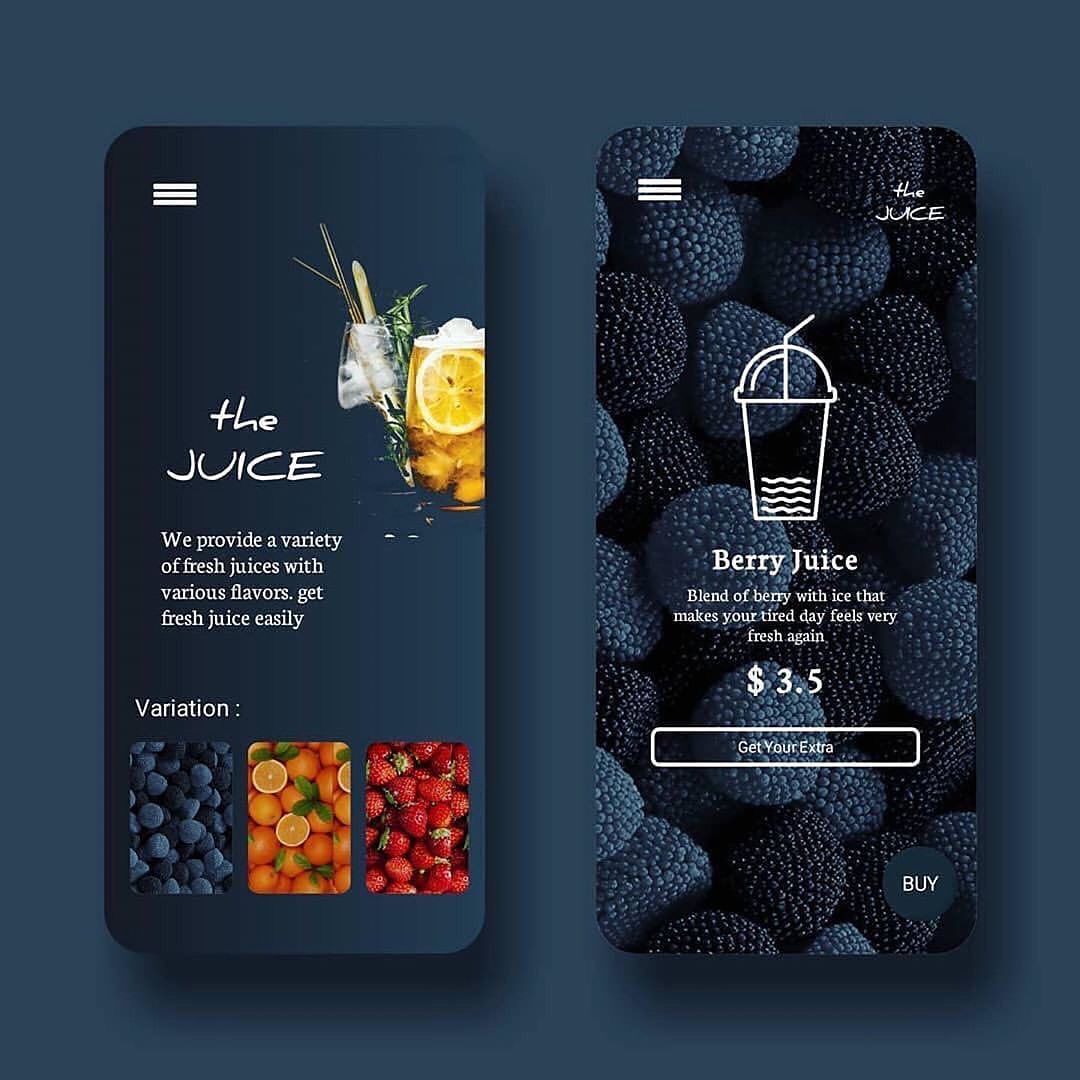 the
JUICE
We provide a variety
of fresh juices with
various flavors. get
fresh juice easily
Variation :
the
JUICE
Berry Juice
Blend of berry with ice that
makes your tired day feels very
fresh again
$ 3.5
Get Your Extra
BUY